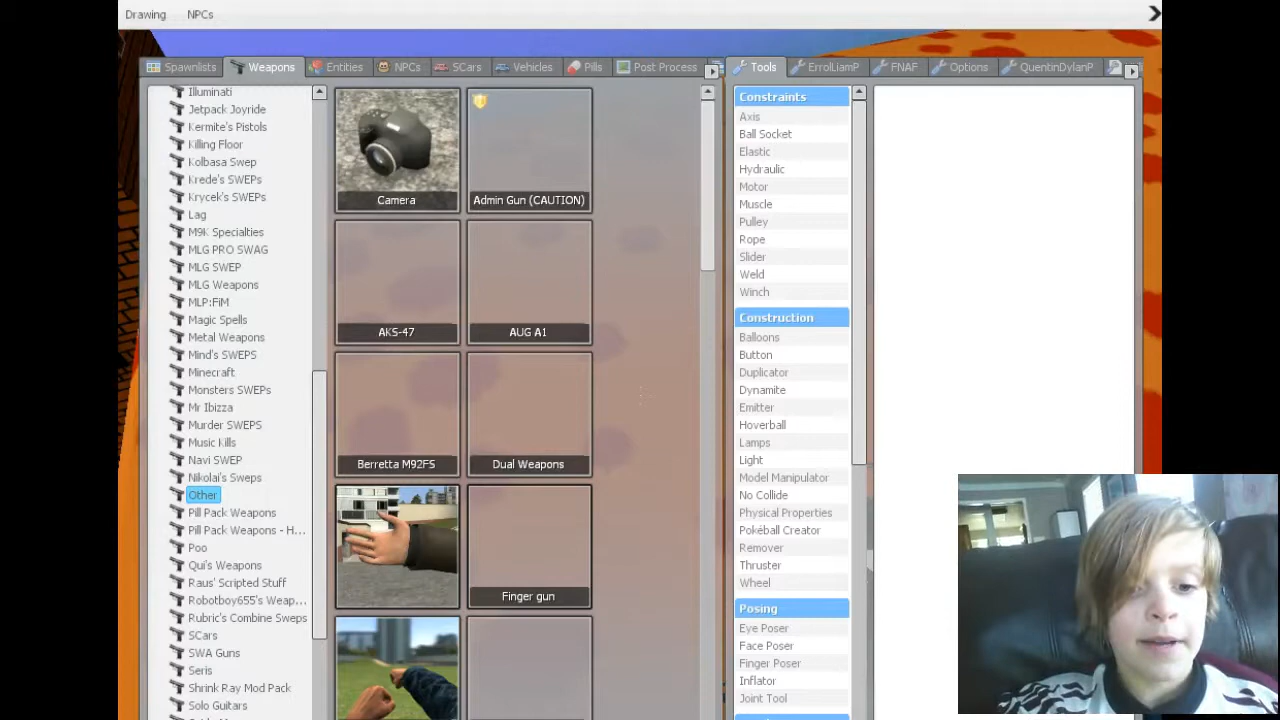 Drawing NPCs
Spawnlists Weapons Entities NPCs SCars Vehicles Pills Post Process
Tools ErrolLiamP FNAF Options QuentinDylanP
Illuminati
Jetpack Joyride
Kermite's Pistols
Killing Floor
Kolbasa Swep
Krede's SWEPs
Krycek's SWEPs
Lag
M9K Specialties
MLG PRO SWAG
MLG SWEP
MLG Weapons
MLP:FiM
Magic Spells
Metal Weapons
Mind's SWEPS
Minecraft
Monsters SWEPs
Mr Ibizza
Murder SWEPS
Music Kills
Navi SWEP
Nikolai's Sweps
Other
Pill Pack Weapons
Pill Pack Weapons - H...
Poo
Qui's Weapons
Raus' Scripted Stuff
Robotboy655's Weap...
Rubric's Combine Sweps
SCars
SWA Guns
Seris
Shrink Ray Mod Pack
Solo Guitars
Camera
Admin Gun (CAUTION)
AKS-47
AUG A1
Berretta M92FS
Dual Weapons
Finger gun
Constraints
Axis
Ball Socket
Elastic
Hydraulic
Motor
Muscle
Pulley
Rope
Slider
Weld
Winch
Construction
Balloons
Button
Duplicator
Dynamite
Emitter
Hoverball
Lamps
Light
Model Manipulator
No Collide
Physical Properties
Pokéball Creator
Remover
Thruster
Wheel
Posing
Eye Poser
Face Poser
Finger Poser
Inflator
Joint Tool